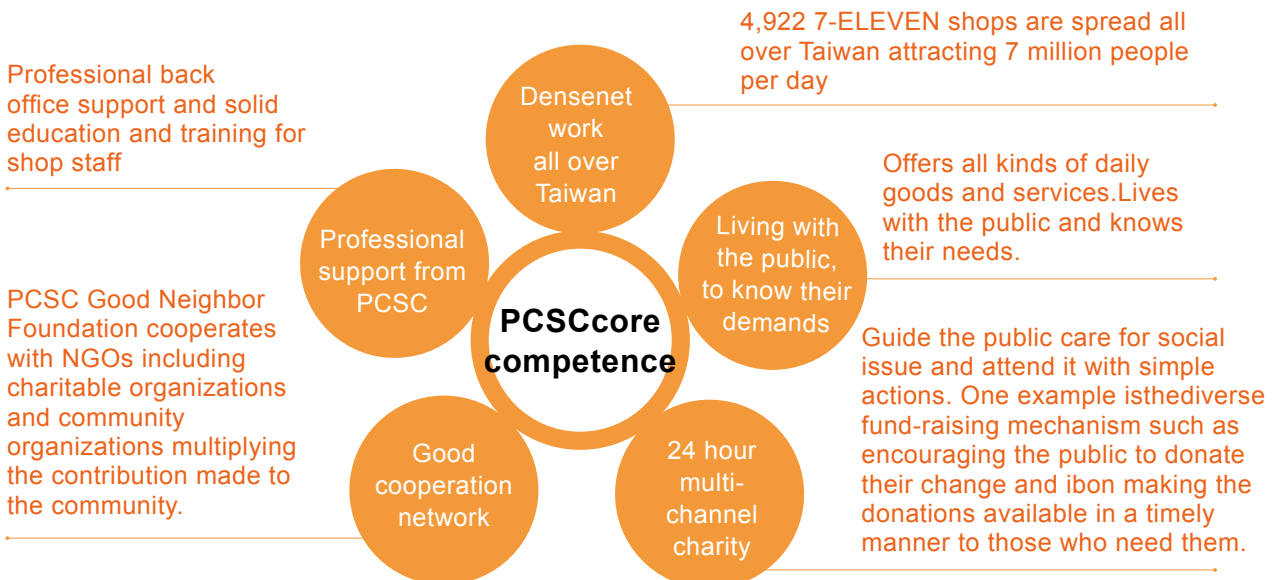 4,922 7-ELEVEN shops are spread all
over Taiwan attracting 7 million people
per day
Professional back
office support and solid
education and training for
shop staff
Densenet
work
all over
Taiwan
Offers all kinds of daily
goods and services.Lives
with the public and knows
their needs.
Living with
the public,
to know their
demands
Professional
support from
PCSC
PCSCcore
competence
PCSC Good Neighbor
Foundation cooperates
with NGOs including
charitable organizations
and community
organizations multiplying
the contribution made to
the community.
Guide the public care for social
issue and attend it with simple
actions. One example isthediverse
fund-raising mechanism such as
encouraging the public to donate
their change and ibon making the
donations available in a timely
manner to those who need them.
Good
cooperation
network
24 hour
multi-
channel
charity